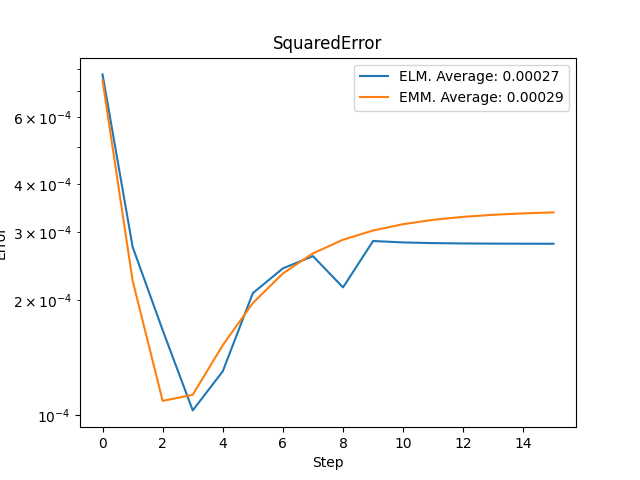 SquaredError
ELM. Average: 0.00027
EMM. Average: 0.00029
6 × 10⁻⁴
4 × 10⁻⁴
3 × 10⁻⁴
2 × 10⁻⁴
10⁻⁴
Error
0 2 4 6 8 10 12 14
Step